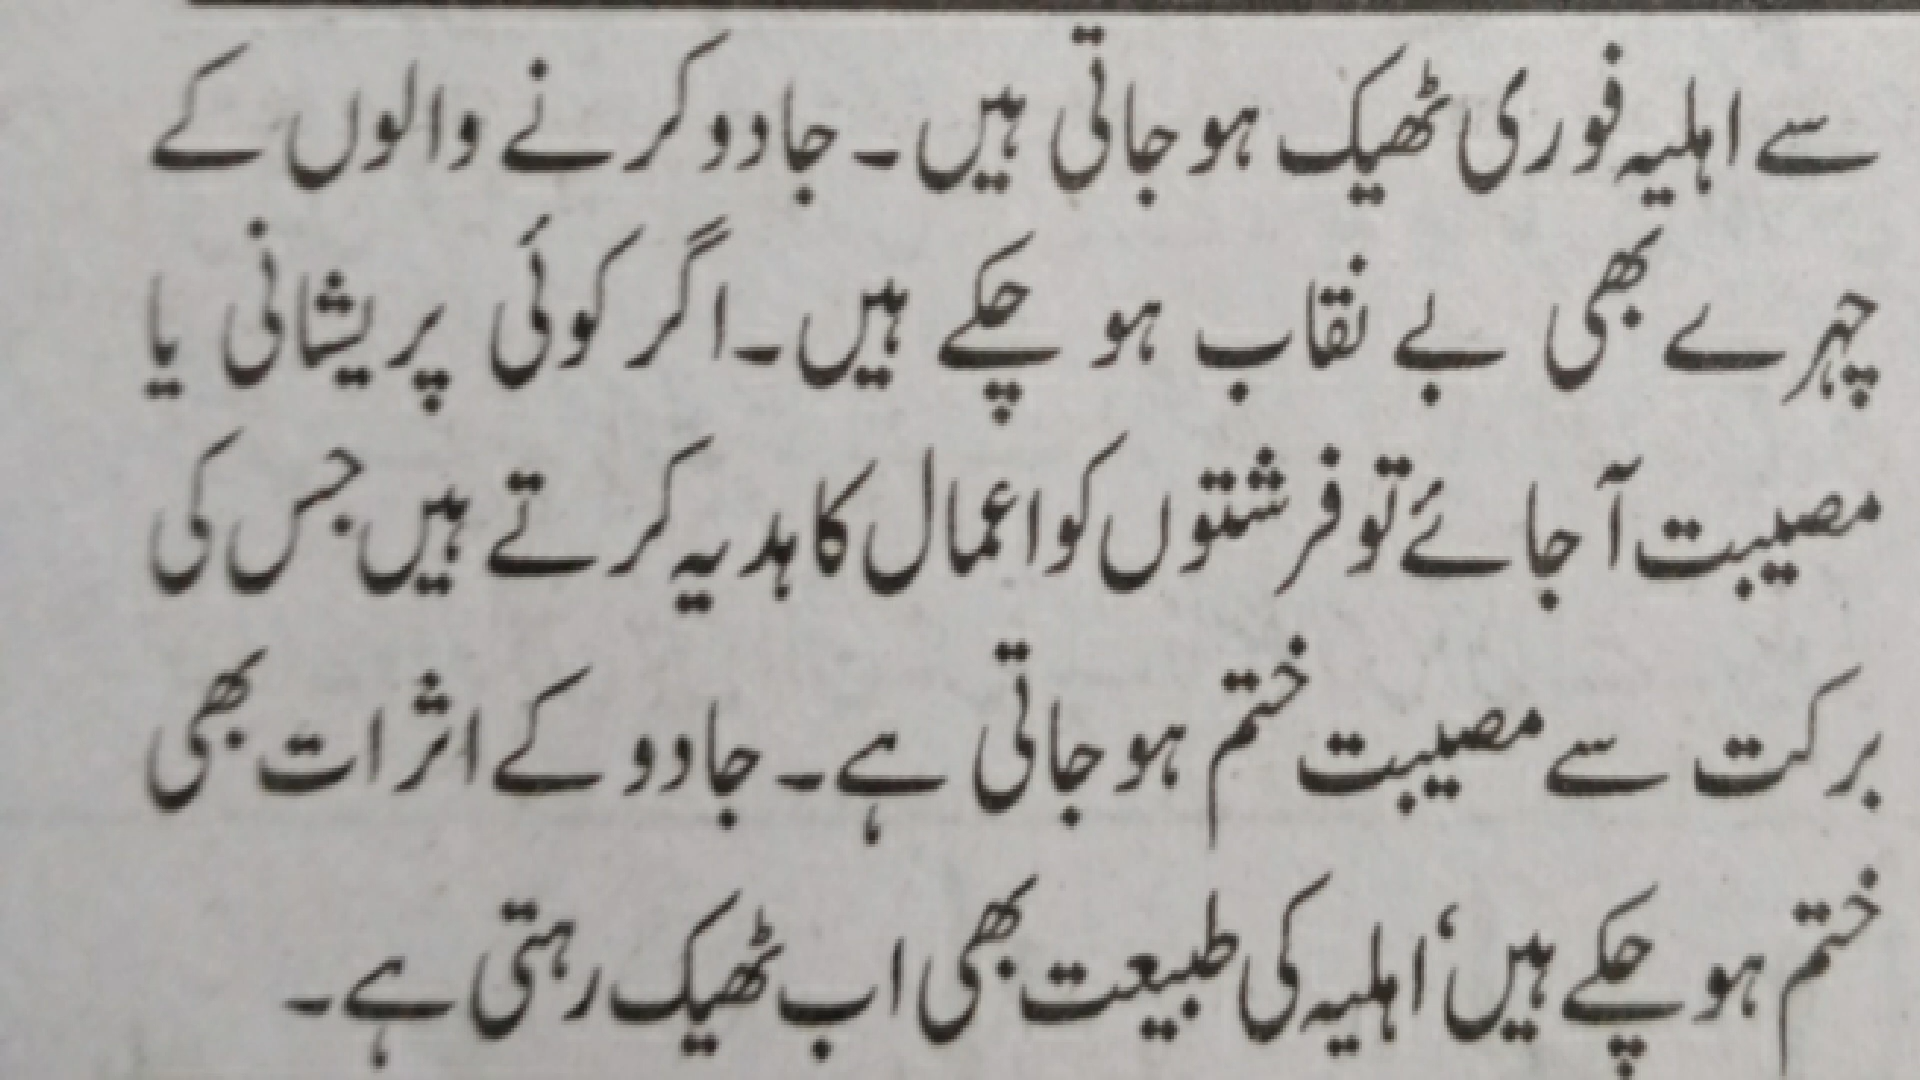 سے اہلیہ فوری ٹھیک ہو جاتی ہیں۔ جادو کرنے والوں کے
چہرے بھی بے نقاب ہو چکے ہیں۔ اگر کوئی پریشانی یا
مصیبت آ جائے تو فرشتوں کو اعمال کا ہدیہ کرتے ہیں جس کی
برکت سے مصیبت ختم ہو جاتی ہے۔ جادو کے اثرات بھی
ختم ہو چکے ہیں‘ اہلیہ کی طبیعت بھی اب ٹھیک رہتی ہے۔